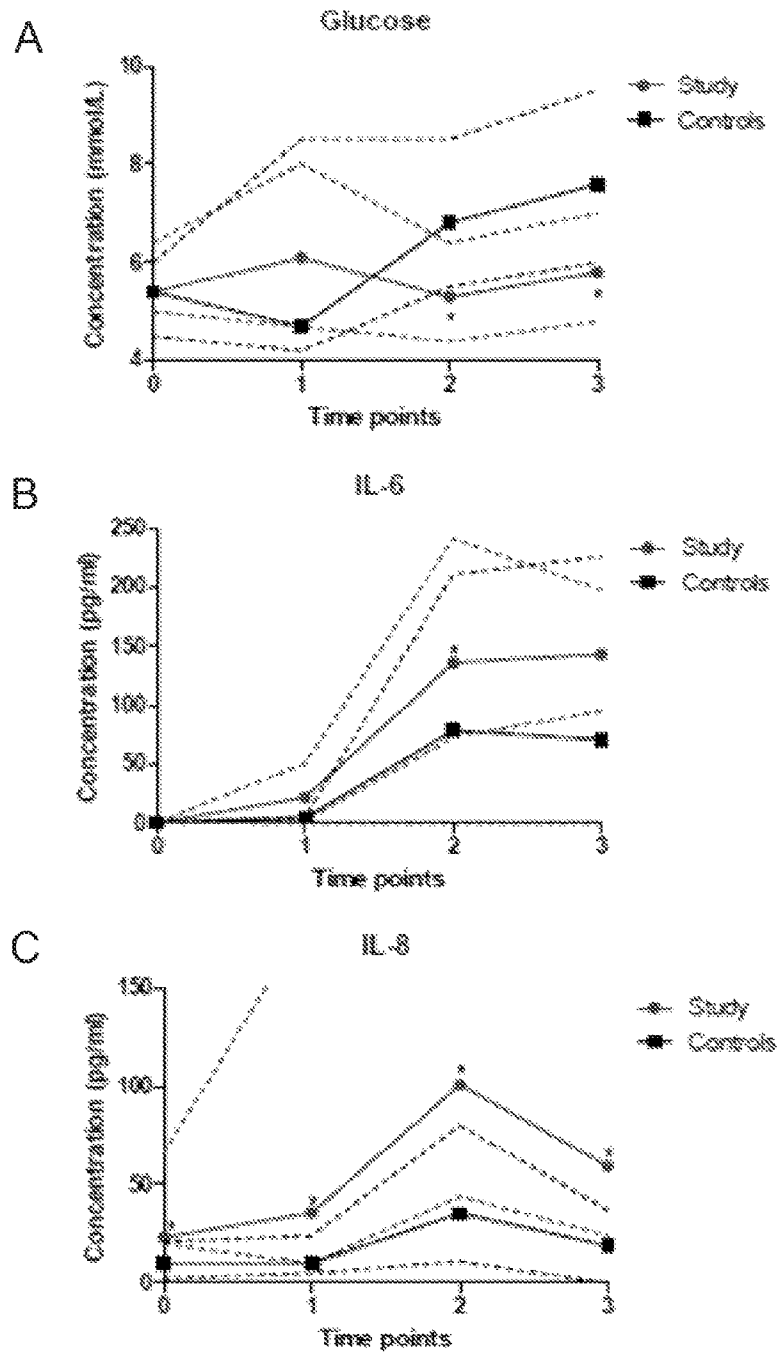 A
Glucose
Concentration (mmol/L)
10
8
6
4
0 1 2 3
Time points
Study
Controls
*
*
B
IL-6
Concentration (pg/ml)
250
200
150
100
50
0
0 1 2 3
Time points
Study
Controls
*
C
IL-8
Concentration (pg/ml)
150
100
50
0
0 1 2 3
Time points
Study
Controls
*
*
*
*